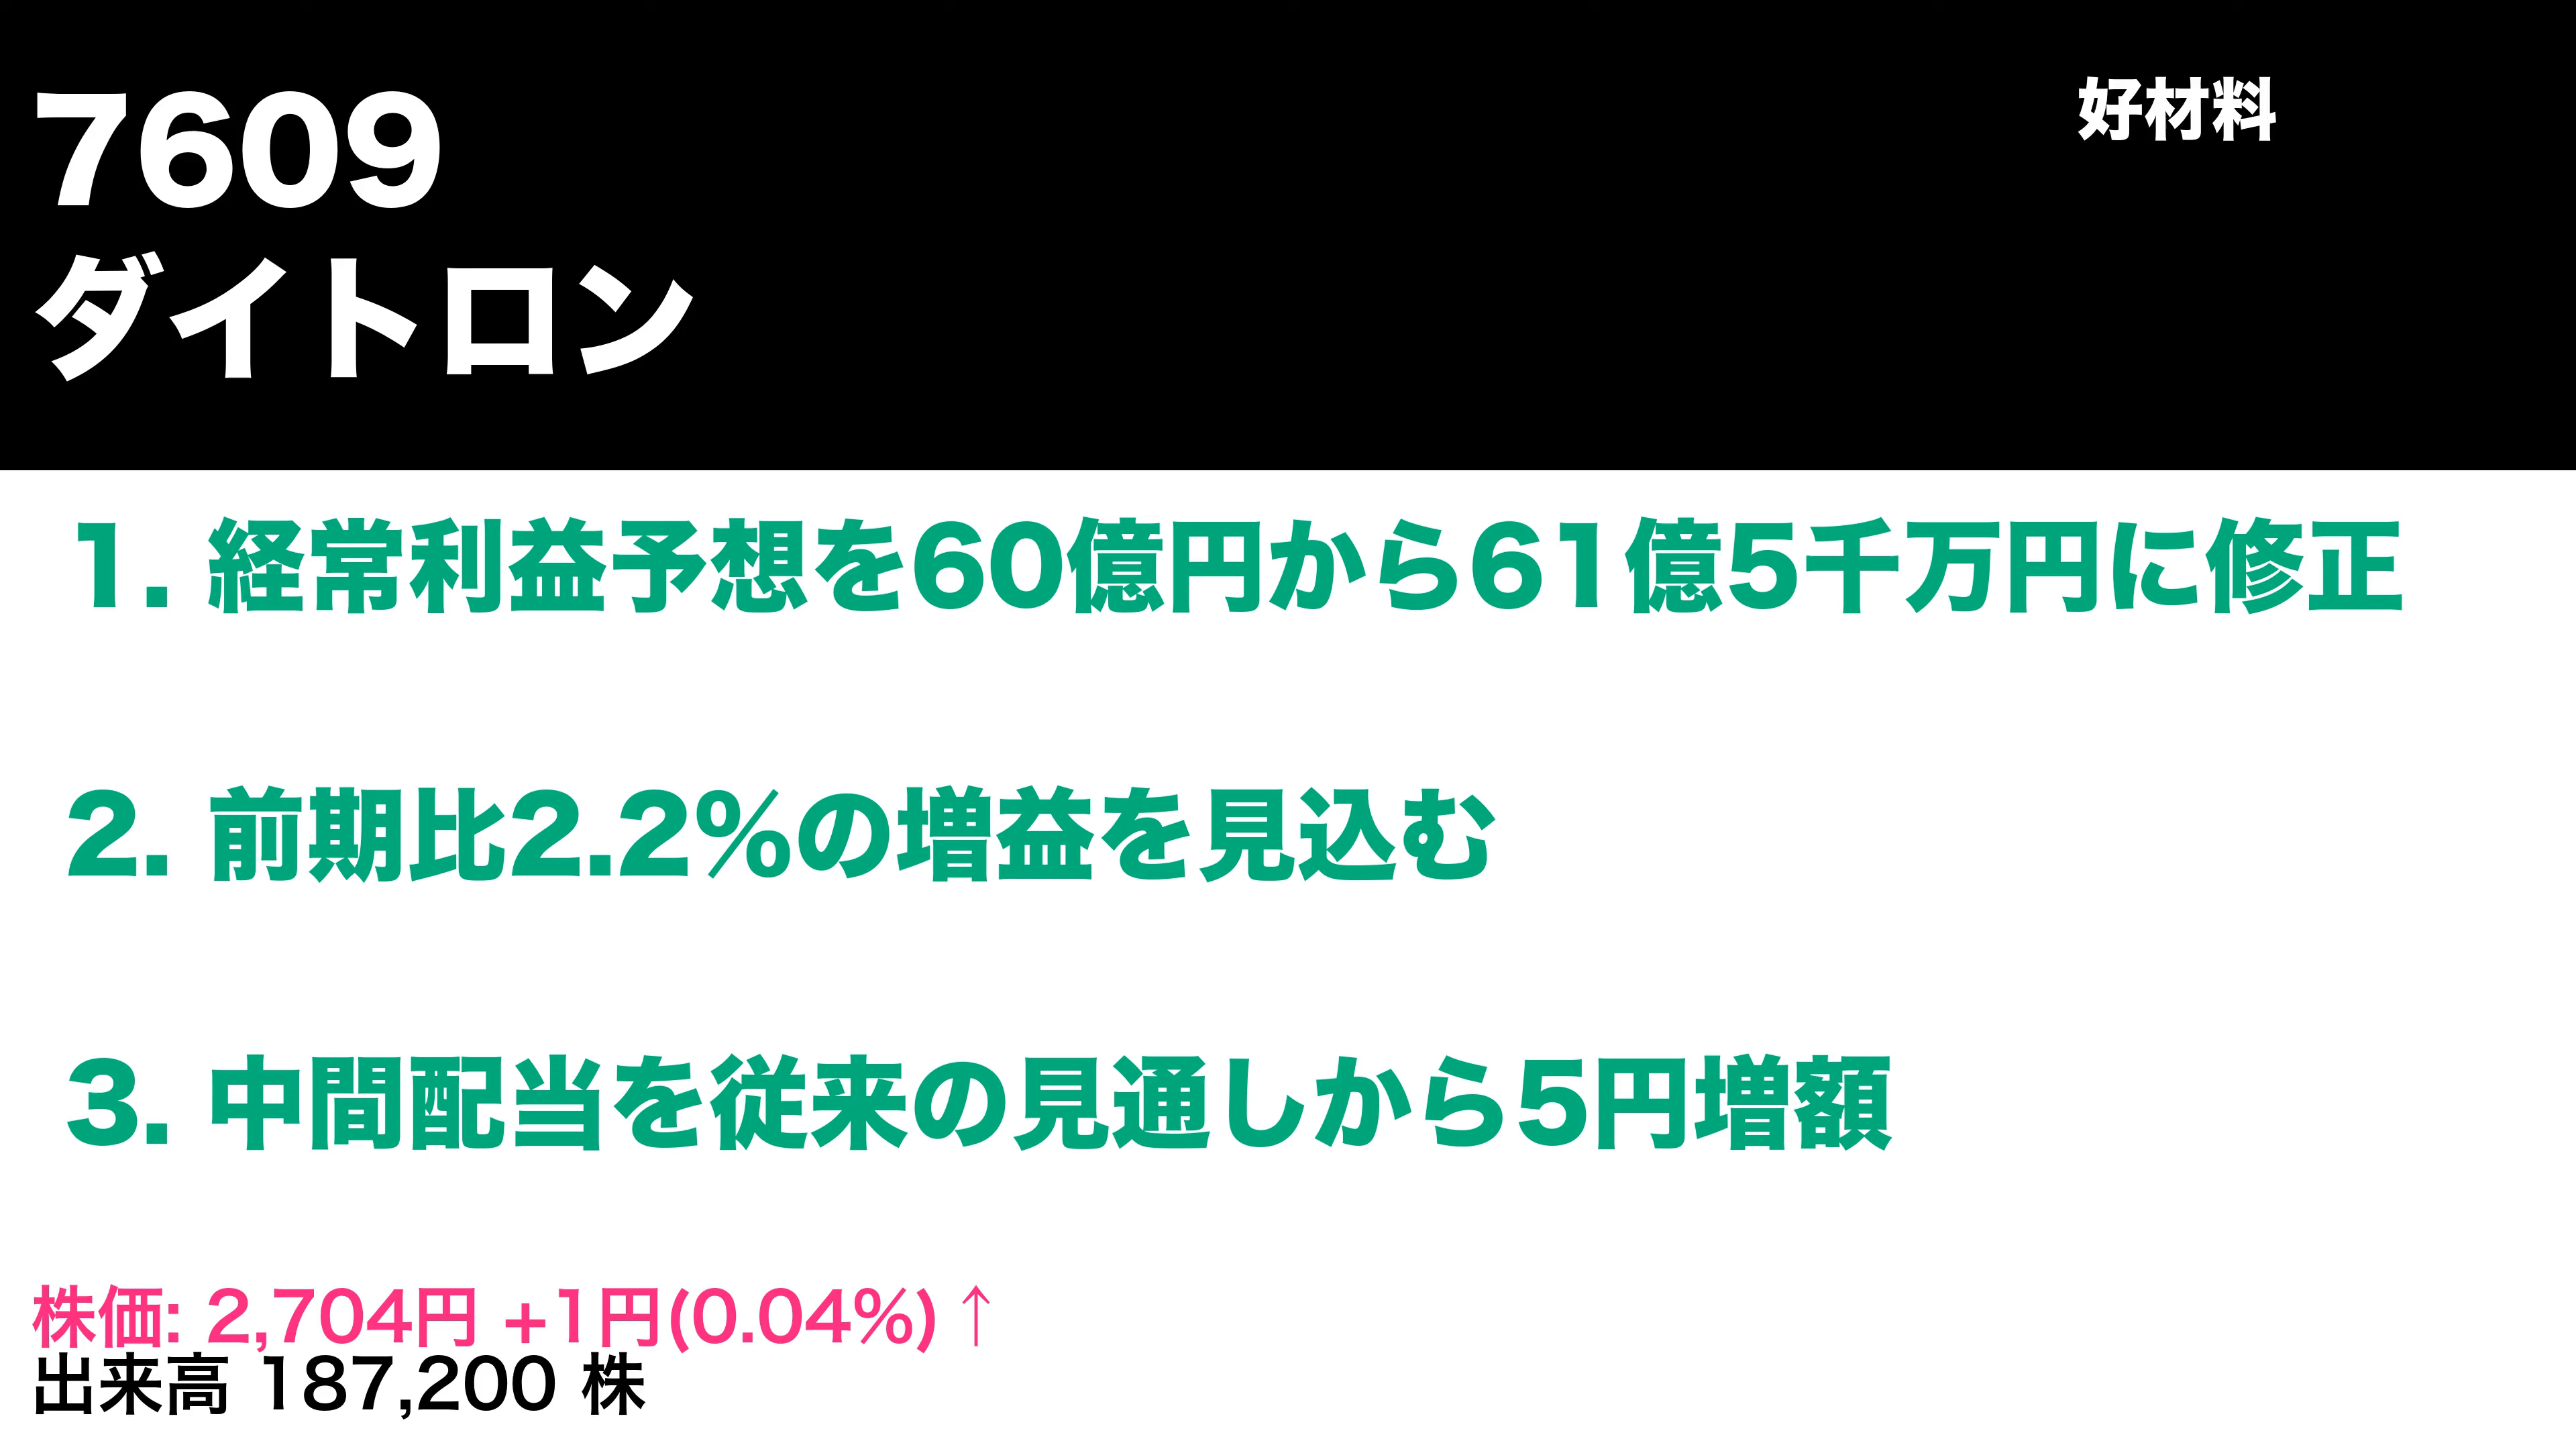 7609
好材料
ダイトロン
1. 経常利益予想を60億円から61億5千万円に修正
2. 前期比2.2%の増益を見込む
3. 中間配当を従来の見通しから5円増額
株価: 2,704円 +1円(0.04%)↑
出来高 187,200 株